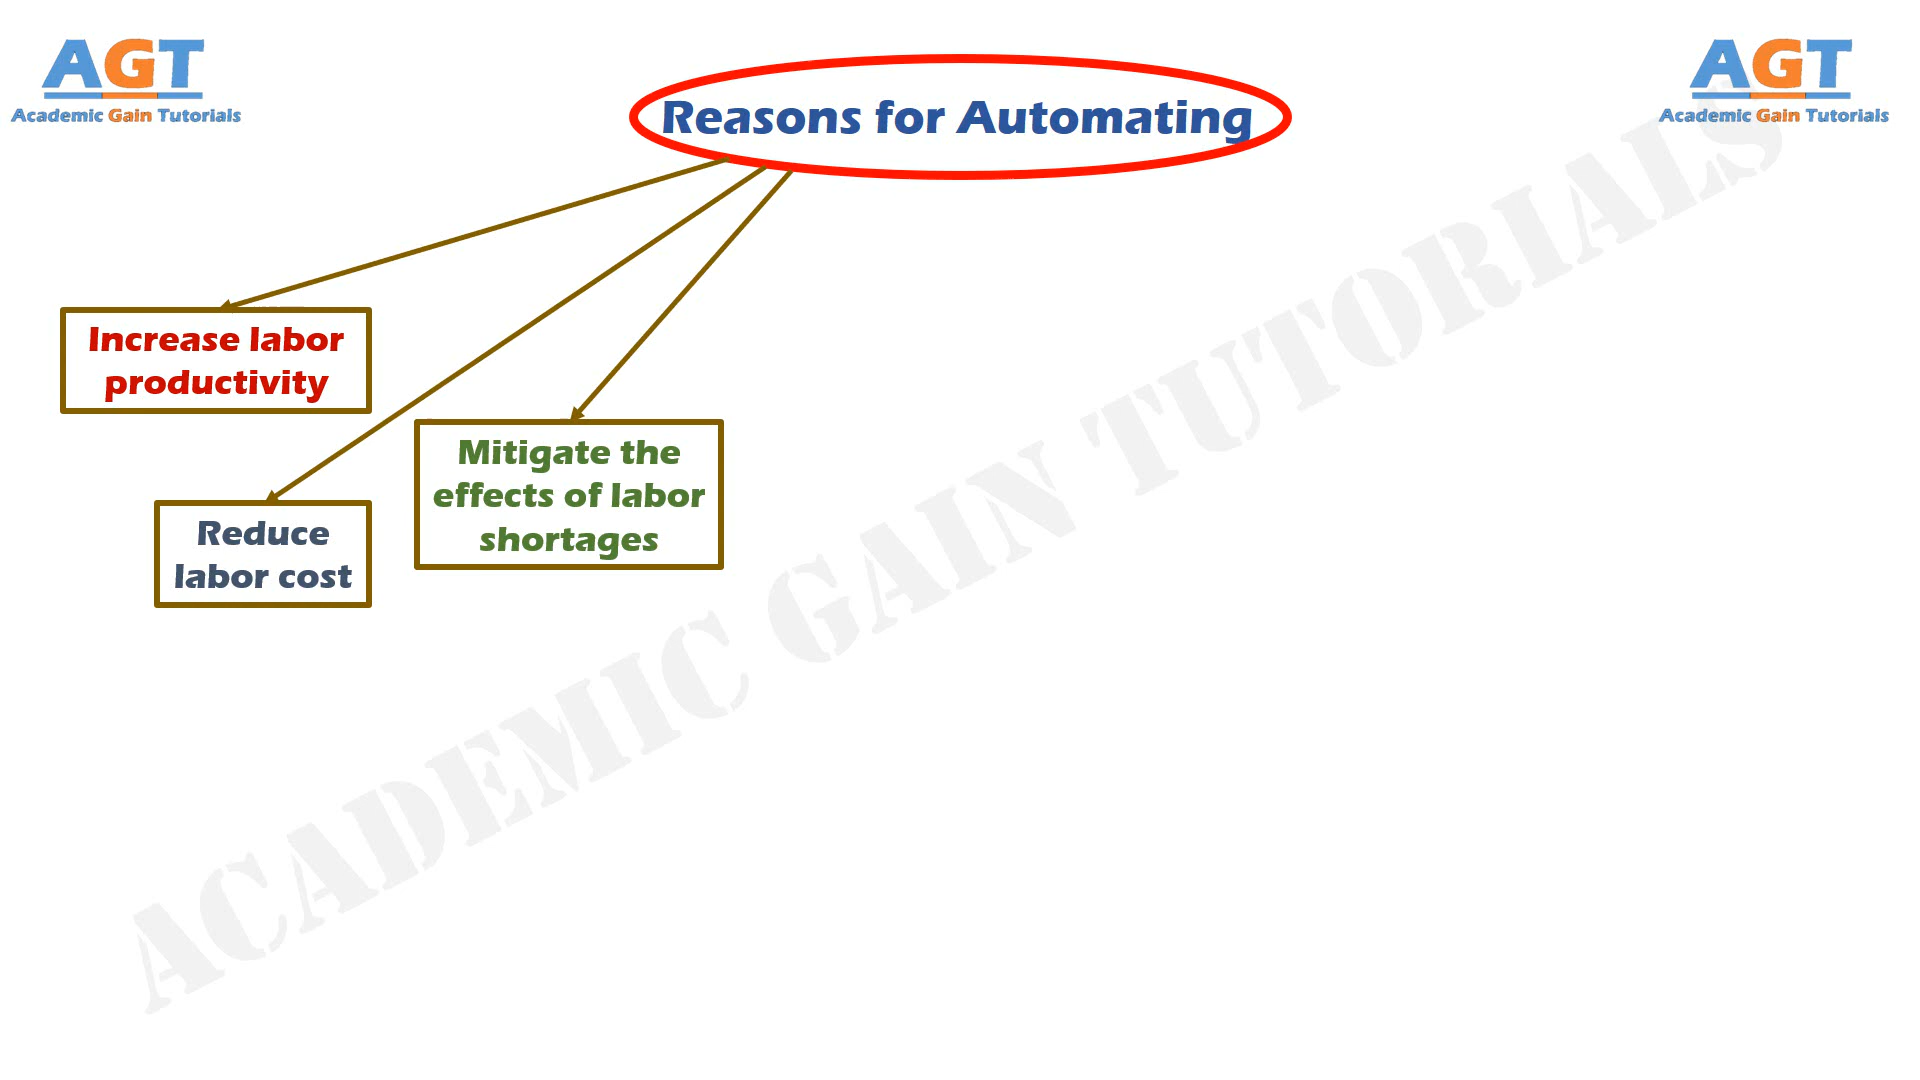 AGT
Academic Gain Tutorials
AGT
Academic Gain Tutorials
Reasons for Automating
Increase labor
productivity
Mitigate the
effects of labor
shortages
Reduce
labor cost
ACADEMIC GAIN TUTORIALS